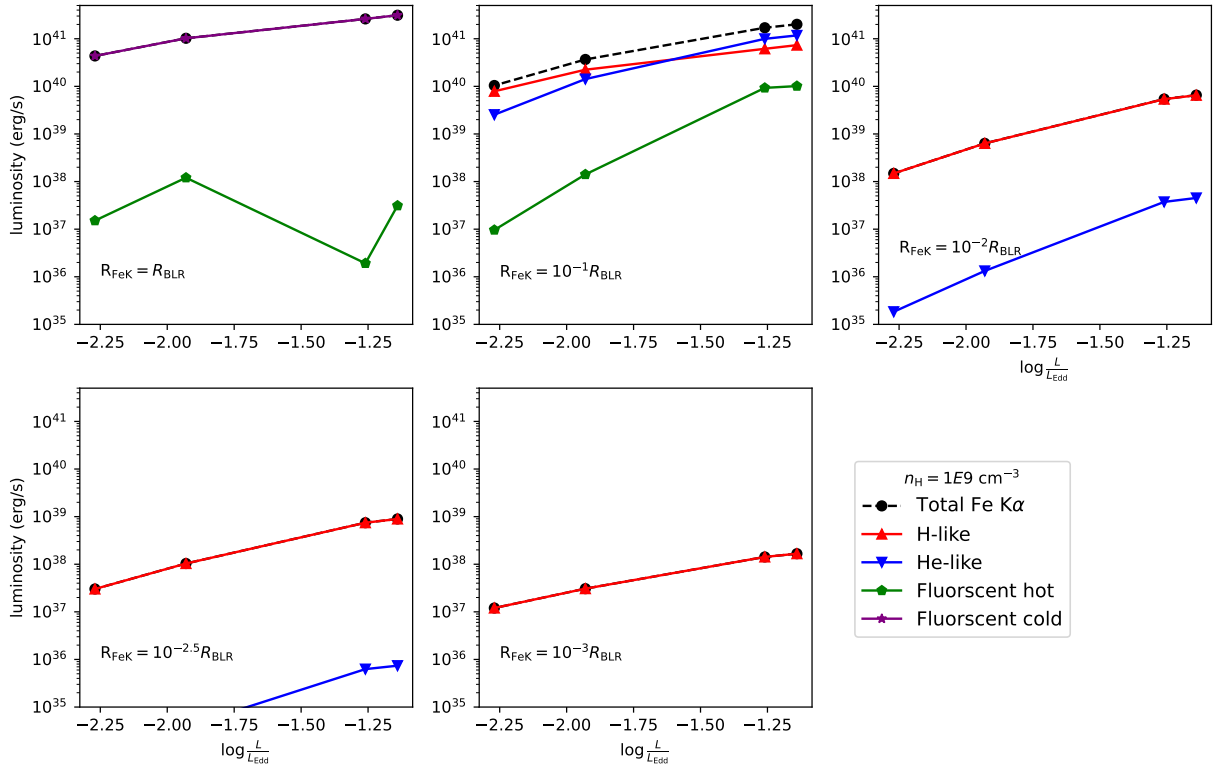 luminosity (erg/s)
10^41
10^40
10^39
10^38
10^37
10^36
10^35
R_FeK = R_BLR
−2.25 −2.00 −1.75 −1.50 −1.25
10^41
10^40
10^39
10^38
10^37
10^36
10^35
R_FeK = 10^−1 R_BLR
−2.25 −2.00 −1.75 −1.50 −1.25
10^41
10^40
10^39
10^38
10^37
10^36
10^35
R_FeK = 10^−2 R_BLR
−2.25 −2.00 −1.75 −1.50 −1.25
log L/L_Edd
luminosity (erg/s)
10^41
10^40
10^39
10^38
10^37
10^36
10^35
R_FeK = 10^−2.5 R_BLR
−2.25 −2.00 −1.75 −1.50 −1.25
log L/L_Edd
10^41
10^40
10^39
10^38
10^37
10^36
10^35
R_FeK = 10^−3 R_BLR
−2.25 −2.00 −1.75 −1.50 −1.25
log L/L_Edd
n_H = 1E9 cm^−3
Total Fe Kα
H-like
He-like
Fluorscent hot
Fluorscent cold